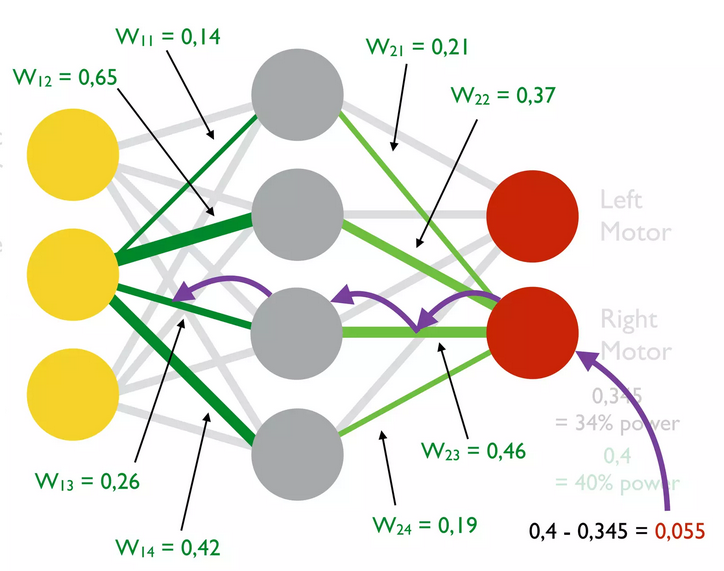 W₁₁ = 0,14
W₁₂ = 0,65
W₂₁ = 0,21
W₂₂ = 0,37
Left
Motor
Right
Motor
0,345
= 34% power
0,4
= 40% power
W₂₃ = 0,46
W₁₃ = 0,26
W₂₄ = 0,19
W₁₄ = 0,42
0,4 - 0,345 = 0,055